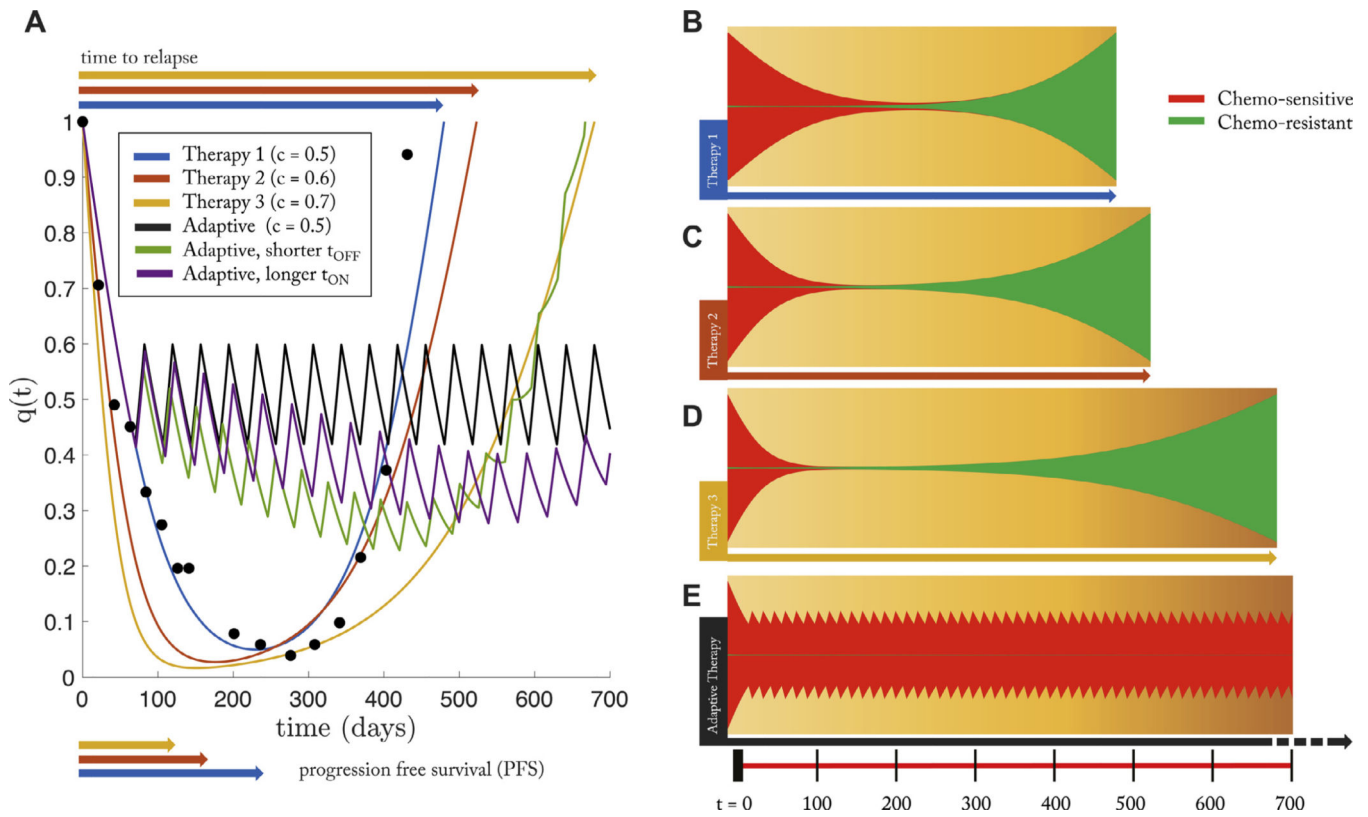 A
time to relapse
1
0.9
0.8
0.7
0.6
0.5
0.4
0.3
0.2
0.1
0
q(t)
Therapy 1 (c = 0.5)
Therapy 2 (c = 0.6)
Therapy 3 (c = 0.7)
Adaptive (c = 0.5)
Adaptive, shorter tOFF
Adaptive, longer tON
0 100 200 300 400 500 600 700
time (days)
progression free survival (PFS)
B
Therapy 1
Chemo-sensitive
Chemo-resistant
C
Therapy 2
D
Therapy 3
E
Adaptive Therapy
t = 0 100 200 300 400 500 600 700